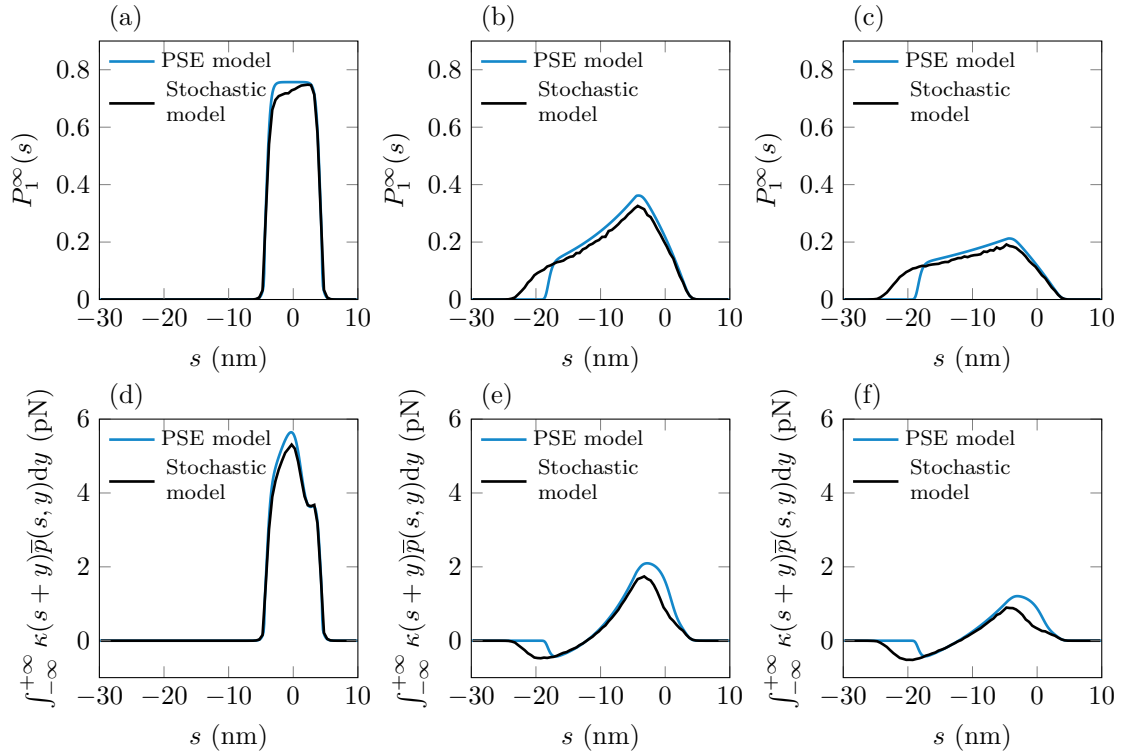 (a)
(b)
(c)
PSE model
Stochastic
model
PSE model
Stochastic
model
PSE model
Stochastic
model
0
0.2
0.4
0.6
0.8
P₁^∞(s)
−30 −20 −10 0 10
s (nm)
0
0.2
0.4
0.6
0.8
P₁^∞(s)
−30 −20 −10 0 10
s (nm)
0
0.2
0.4
0.6
0.8
P₁^∞(s)
−30 −20 −10 0 10
s (nm)
(d)
(e)
(f)
PSE model
Stochastic
model
PSE model
Stochastic
model
PSE model
Stochastic
model
0
2
4
6
∫_{−∞}^{+∞} κ(s + y)p̅(s, y)dy (pN)
−30 −20 −10 0 10
s (nm)
0
2
4
6
∫_{−∞}^{+∞} κ(s + y)p̅(s, y)dy (pN)
−30 −20 −10 0 10
s (nm)
0
2
4
6
∫_{−∞}^{+∞} κ(s + y)p̅(s, y)dy (pN)
−30 −20 −10 0 10
s (nm)